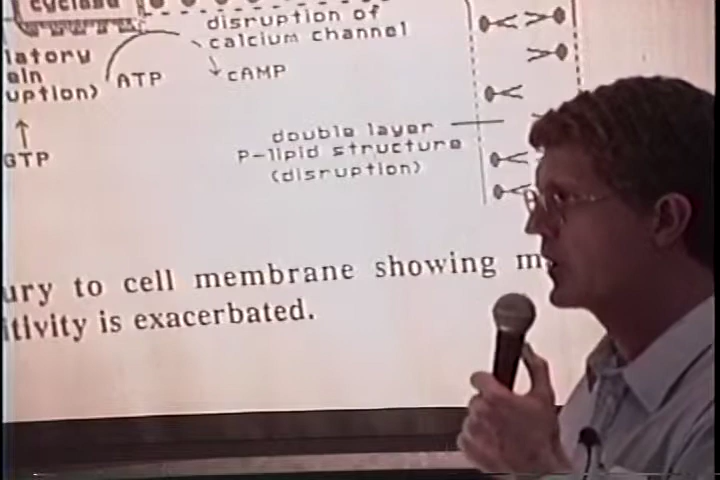 cyclase
disruption of
calcium channel
latory
ain
uption)
ATP
cAMP
GTP
double layer
P-lipid structure
(disruption)
ury to cell membrane showing m
itivity is exacerbated.